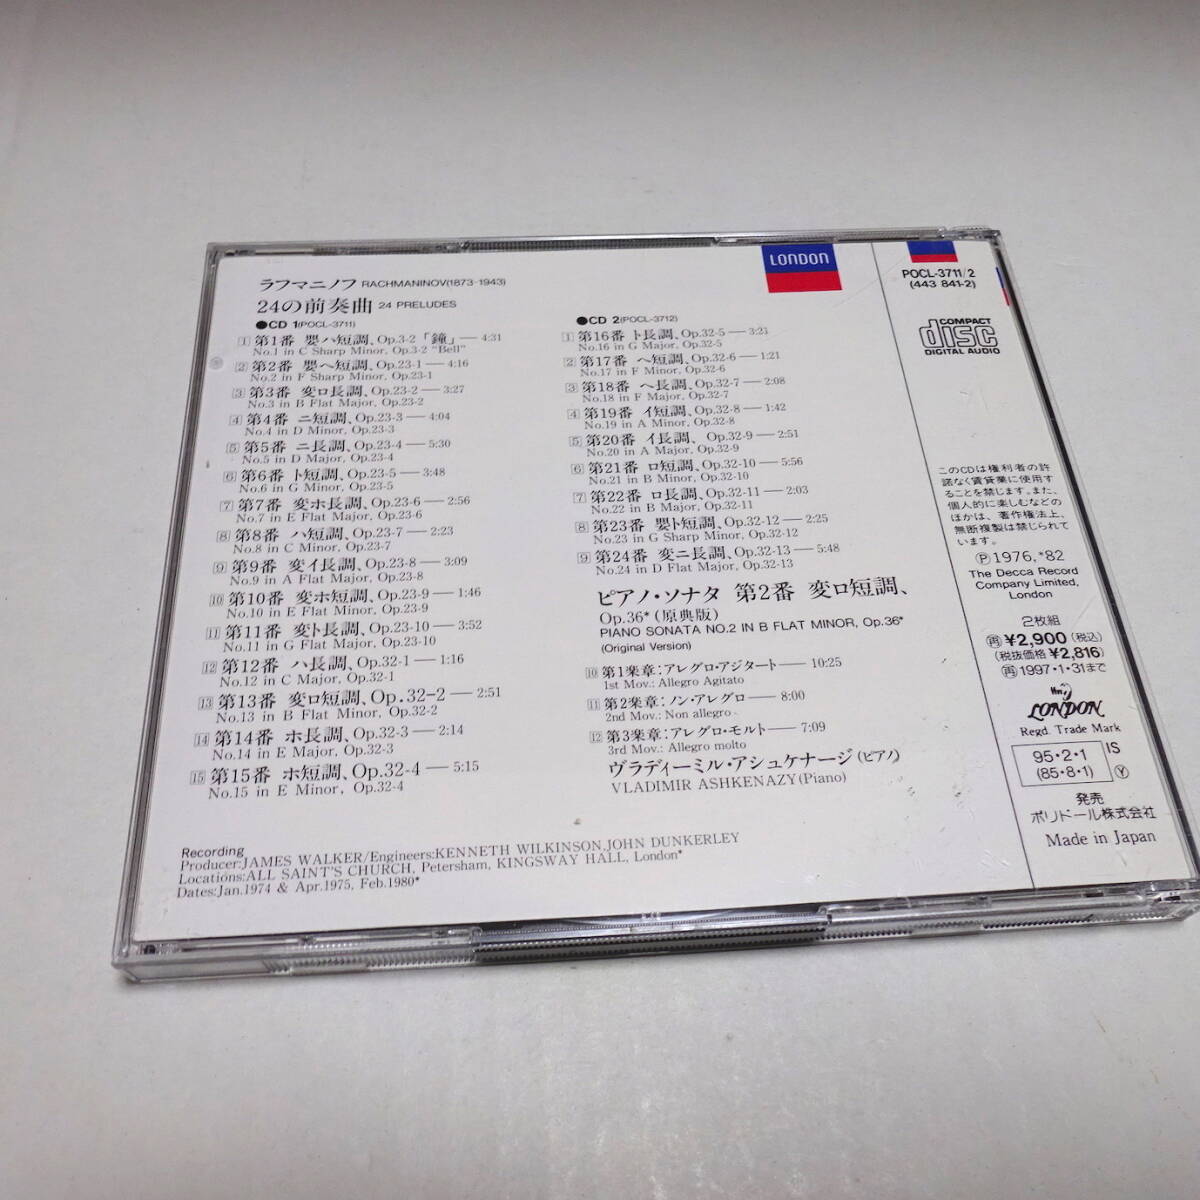 ラフマニノフ RACHMANINOV(1873-1943)
24の前奏曲 24 PRELUDES
●CD 1(POCL-3711)
1 第1番 嬰ハ短調、Op.3-2「鐘」— 4:31
No.1 in C Sharp Minor, Op.3-2 "Bell"
2 第2番 嬰ヘ短調、Op.23-1 — 4:16
No.2 in F Sharp Minor, Op.23-1
3 第3番 変ロ長調、Op.23-2 — 3:27
No.3 in B Flat Major, Op.23-2
4 第4番 ニ短調、Op.23-3 — 4:04
No.4 in D Minor, Op.23-3
5 第5番 ニ長調、Op.23-4 — 5:30
No.5 in D Major, Op.23-4
6 第6番 ト短調、Op.23-5 — 3:48
No.6 in G Minor, Op.23-5
7 第7番 変ホ長調、Op.23-6 — 2:56
No.7 in E Flat Major, Op.23-6
8 第8番 ハ短調、Op.23-7 — 2:23
No.8 in C Minor, Op.23-7
9 第9番 変イ長調、Op.23-8 — 3:09
No.9 in A Flat Major, Op.23-8
10 第10番 変ホ短調、Op.23-9 — 1:46
No.10 in E Flat Minor, Op.23-9
11 第11番 変ト長調、Op.23-10 — 3:52
No.11 in G Flat Major, Op.23-10
12 第12番 ハ長調、Op.32-1 — 1:16
No.12 in C Major, Op.32-1
13 第13番 変ロ短調、Op.32-2 — 2:51
No.13 in B Flat Minor, Op.32-2
14 第14番 ホ長調、Op.32-3 — 2:14
No.14 in E Major, Op.32-3
15 第15番 ホ短調、Op.32-4 — 5:15
No.15 in E Minor, Op.32-4
●CD 2(POCL-3712)
1 第16番 ト長調、Op.32-5 — 3:23
No.16 in G Major, Op.32-5
2 第17番 ヘ短調、Op.32-6 — 1:21
No.17 in F Minor, Op.32-6
3 第18番 ヘ長調、Op.32-7 — 2:08
No.18 in F Major, Op.32-7
4 第19番 イ短調、Op.32-8 — 1:42
No.19 in A Minor, Op.32-8
5 第20番 イ長調、Op.32-9 — 2:51
No.20 in A Major, Op.32-9
6 第21番 ロ短調、Op.32-10 — 5:56
No.21 in B Minor, Op.32-10
7 第22番 ロ長調、Op.32-11 — 2:03
No.22 in B Major, Op.32-11
8 第23番 嬰ト短調、Op.32-12 — 2:25
No.23 in G Sharp Minor, Op.32-12
9 第24番 変ニ長調、Op.32-13 — 5:48
No.24 in D Flat Major, Op.32-13
ピアノ・ソナタ 第2番 変ロ短調、
Op.36*(原典版)
PIANO SONATA NO.2 IN B FLAT MINOR, Op.36*
(Original Version)
10 第1楽章:アレグロ・アジタート — 10:25
1st Mov.: Allegro Agitato
11 第2楽章:ノン・アレグロ — 8:00
2nd Mov.: Non allegro
12 第3楽章:アレグロ・モルト — 7:09
3rd Mov.: Allegro molto
ヴラディーミル・アシュケナージ(ピアノ)
VLADIMIR ASHKENAZY(Piano)
Recording
Producer:JAMES WALKER/Engineers:KENNETH WILKINSON,JOHN DUNKERLEY
Locations:ALL SAINT'S CHURCH, Petersham, KINGSWAY HALL, London*
Dates:Jan.1974 & Apr.1975, Feb.1980*
LONDON
POCL-3711/2
(443 841-2)
COMPACT
disc
DIGITAL AUDIO
このCDは権利者の許
諾なく賃貸業に使用す
ることを禁じます。また、
個人的に楽しむなどの
ほかは、著作権法上、
無断複製は禁じられて
います。
Ⓟ1976,*82
The Decca Record
Company Limited,
London
2枚組
再 ¥2,900(税込)
(税抜価格¥2,816)
再1997・1・31まで
LONDON
Regd. Trade Mark
95・2・1
(85・8・1)
IS
Y
発売
ポリドール株式会社
Made in Japan